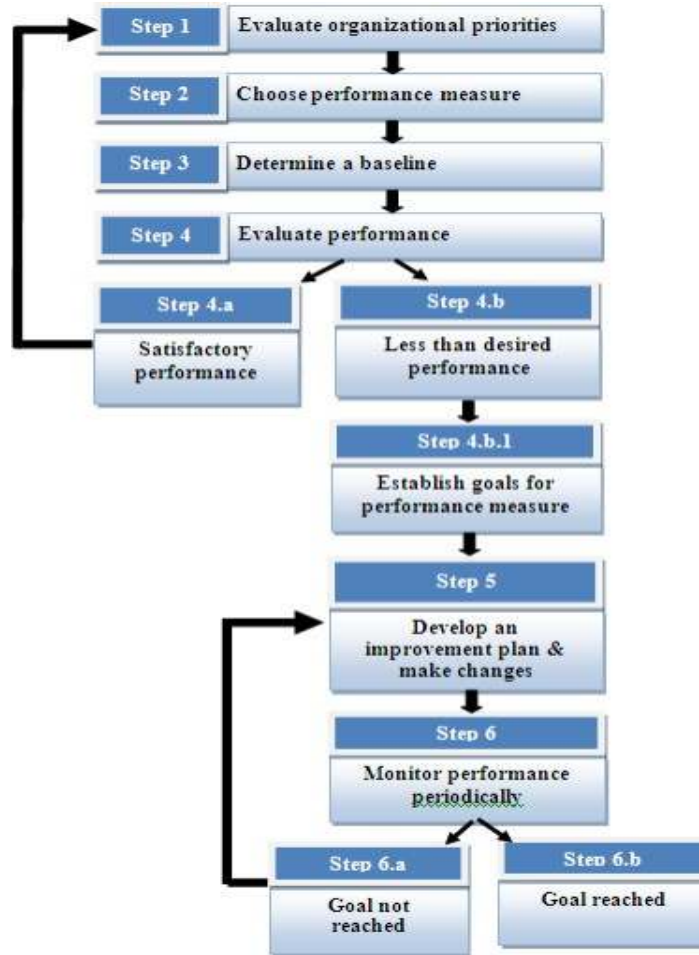 Step 1
Evaluate organizational priorities
Step 2
Choose performance measure
Step 3
Determine a baseline
Step 4
Evaluate performance
Step 4.a
Satisfactory
performance
Step 4.b
Less than desired
performance
Step 4.b.1
Establish goals for
performance measure
Step 5
Develop an
improvement plan &
make changes
Step 6
Monitor performance
periodically
Step 6.a
Goal not
reached
Step 6.b
Goal reached